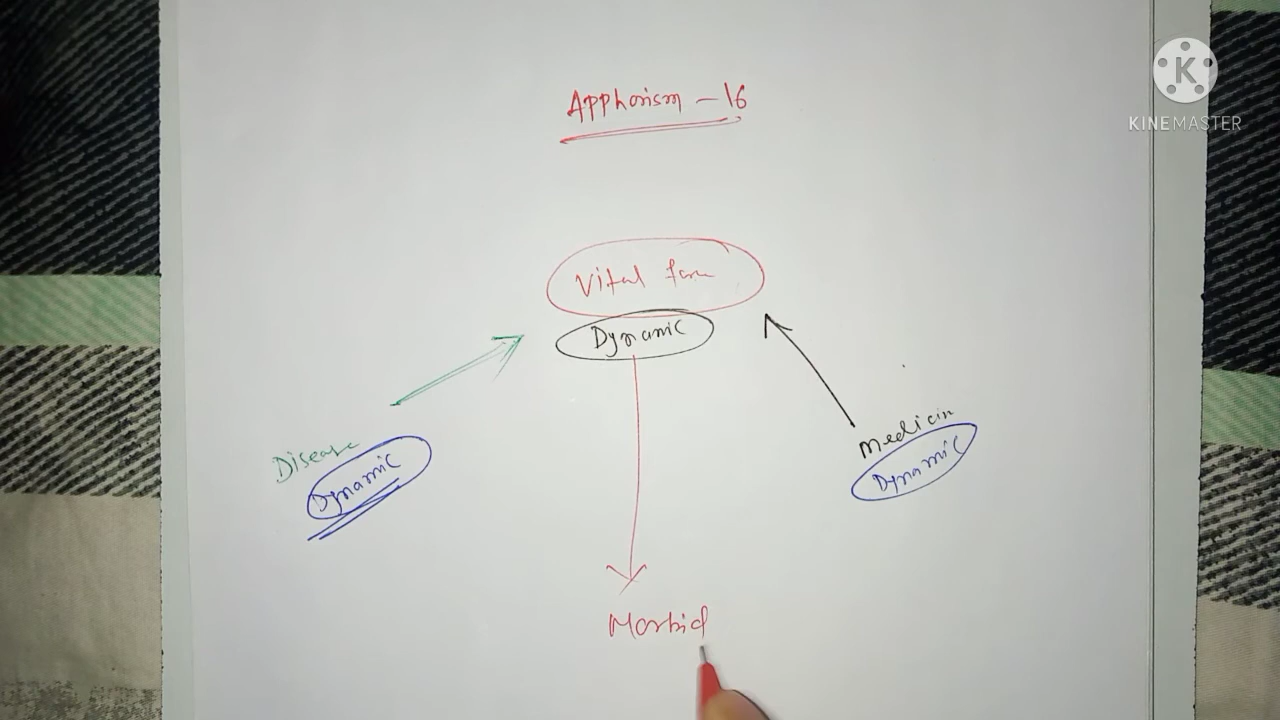 Apphorism - 16
Vital force
Dynamic
Disease
Dynamic
Medicin
Dynamic
Morbid
KINEMASTER